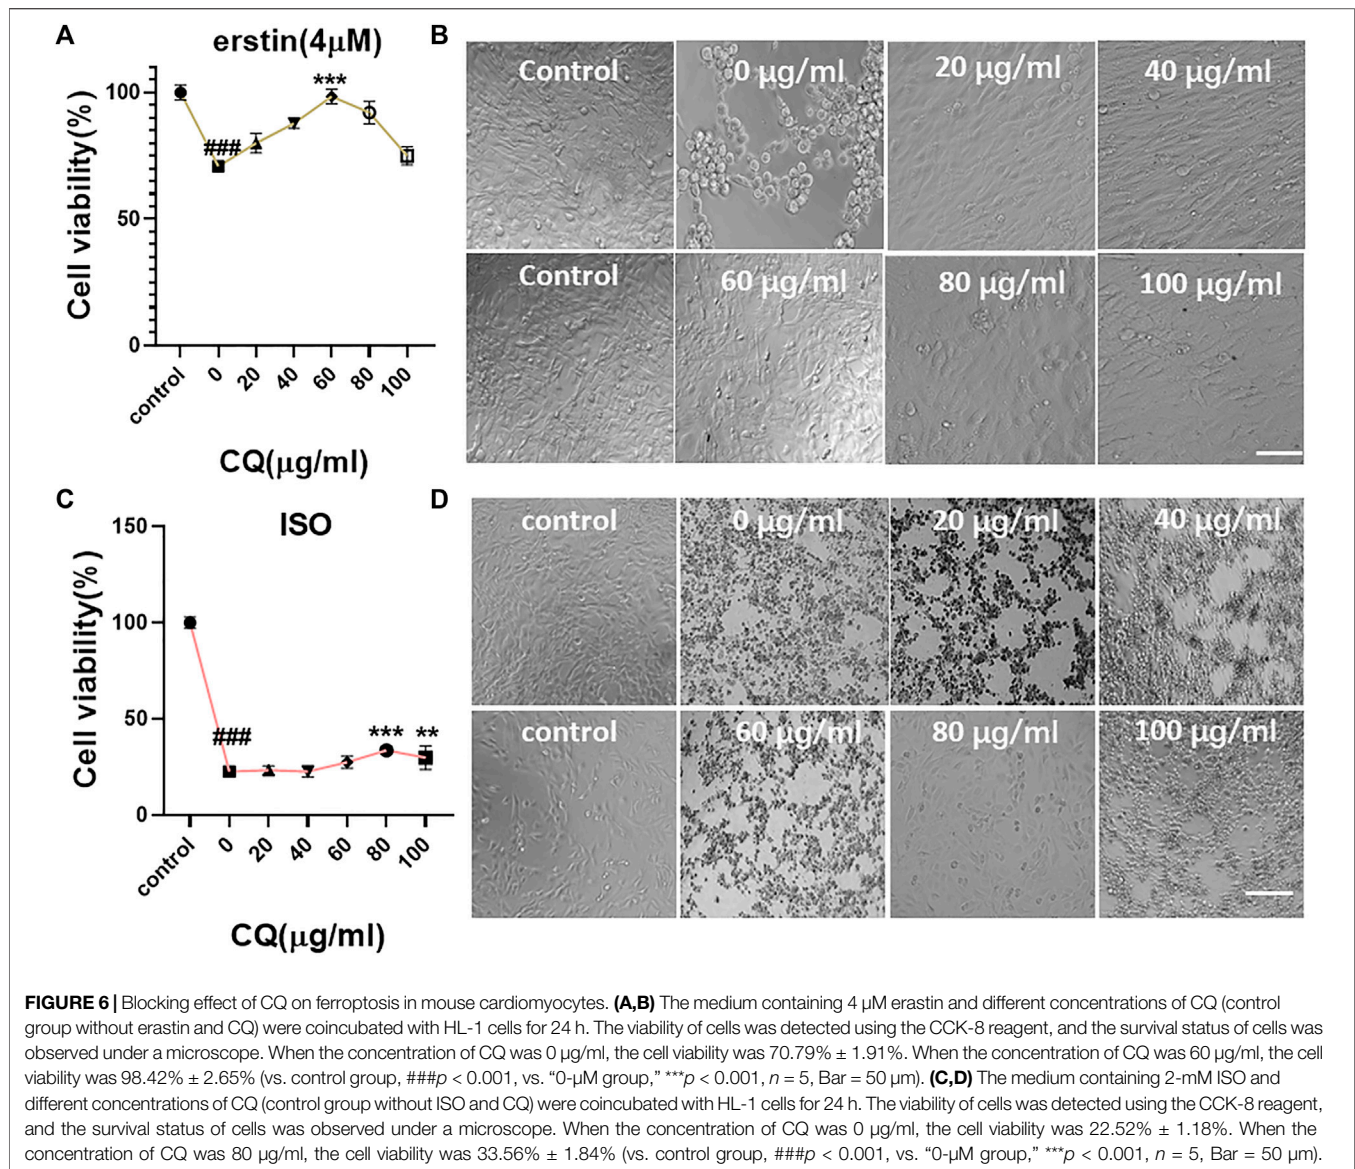 A
erstin(4μM)
***
###
100
50
0
Cell viability(%)
control
0
20
40
60
80
100
CQ(μg/ml)
B
Control
0 μg/ml
20 μg/ml
40 μg/ml
Control
60 μg/ml
80 μg/ml
100 μg/ml
C
ISO
150
100
50
0
Cell viability(%)
###
***
**
control
0
20
40
60
80
100
CQ(μg/ml)
D
control
0 μg/ml
20 μg/ml
40 μg/ml
control
60 μg/ml
80 μg/ml
100 μg/ml
FIGURE 6 | Blocking effect of CQ on ferroptosis in mouse cardiomyocytes. (A,B) The medium containing 4 μM erastin and different concentrations of CQ (control
group without erastin and CQ) were coincubated with HL-1 cells for 24 h. The viability of cells was detected using the CCK-8 reagent, and the survival status of cells was
observed under a microscope. When the concentration of CQ was 0 μg/ml, the cell viability was 70.79% ± 1.91%. When the concentration of CQ was 60 μg/ml, the cell
viability was 98.42% ± 2.65% (vs. control group, ###p < 0.001, vs. “0-μM group,” ***p < 0.001, n = 5, Bar = 50 μm). (C,D) The medium containing 2-mM ISO and
different concentrations of CQ (control group without ISO and CQ) were coincubated with HL-1 cells for 24 h. The viability of cells was detected using the CCK-8 reagent,
and the survival status of cells was observed under a microscope. When the concentration of CQ was 0 μg/ml, the cell viability was 22.52% ± 1.18%. When the
concentration of CQ was 80 μg/ml, the cell viability was 33.56% ± 1.84% (vs. control group, ###p < 0.001, vs. “0-μM group,” ***p < 0.001, n = 5, Bar = 50 μm).